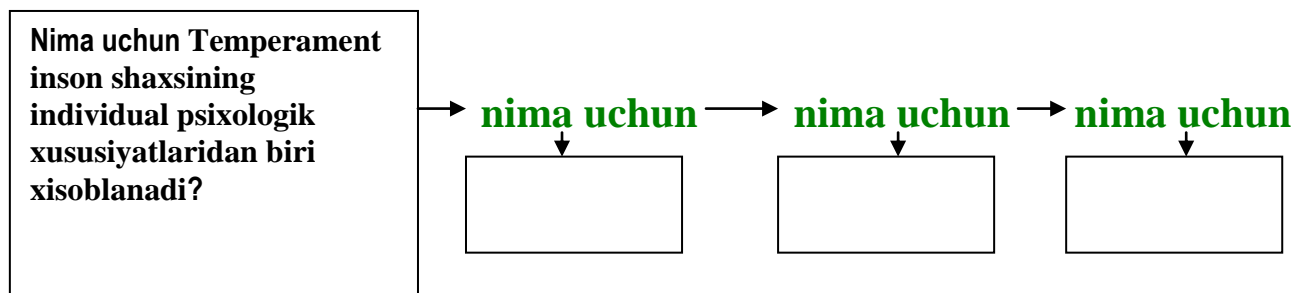 Nima uchun Temperament
inson shaxsining
individual psixologik
xususiyatlaridan biri
xisoblanadi?
nima uchun nima uchun nima uchun